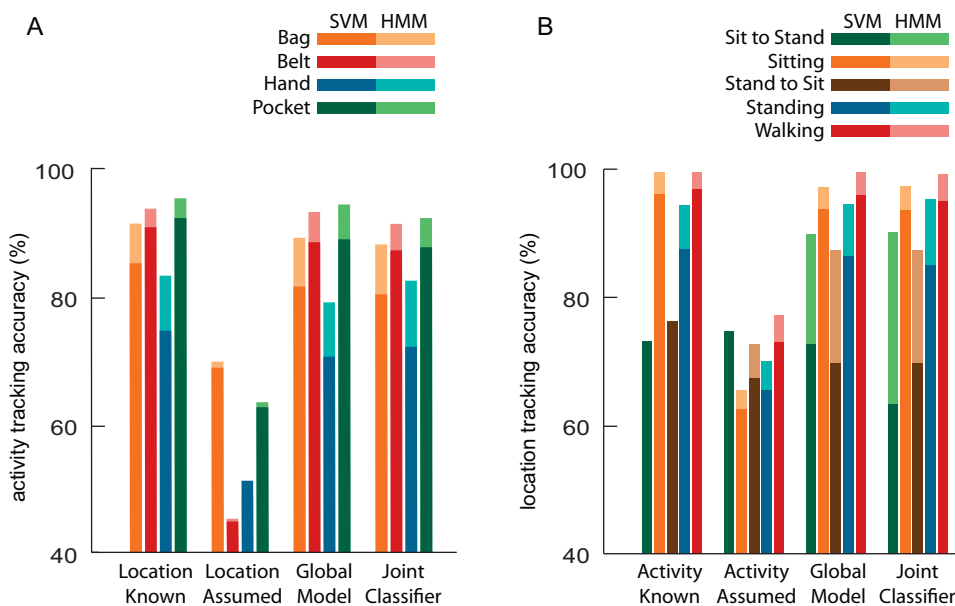 A
SVM HMM
Bag
Belt
Hand
Pocket
activity tracking accuracy (%)
100
80
60
40
Location Known
Location Assumed
Global Model
Joint Classifier
B
SVM HMM
Sit to Stand
Sitting
Stand to Sit
Standing
Walking
location tracking accuracy (%)
100
80
60
40
Activity Known
Activity Assumed
Global Model
Joint Classifier